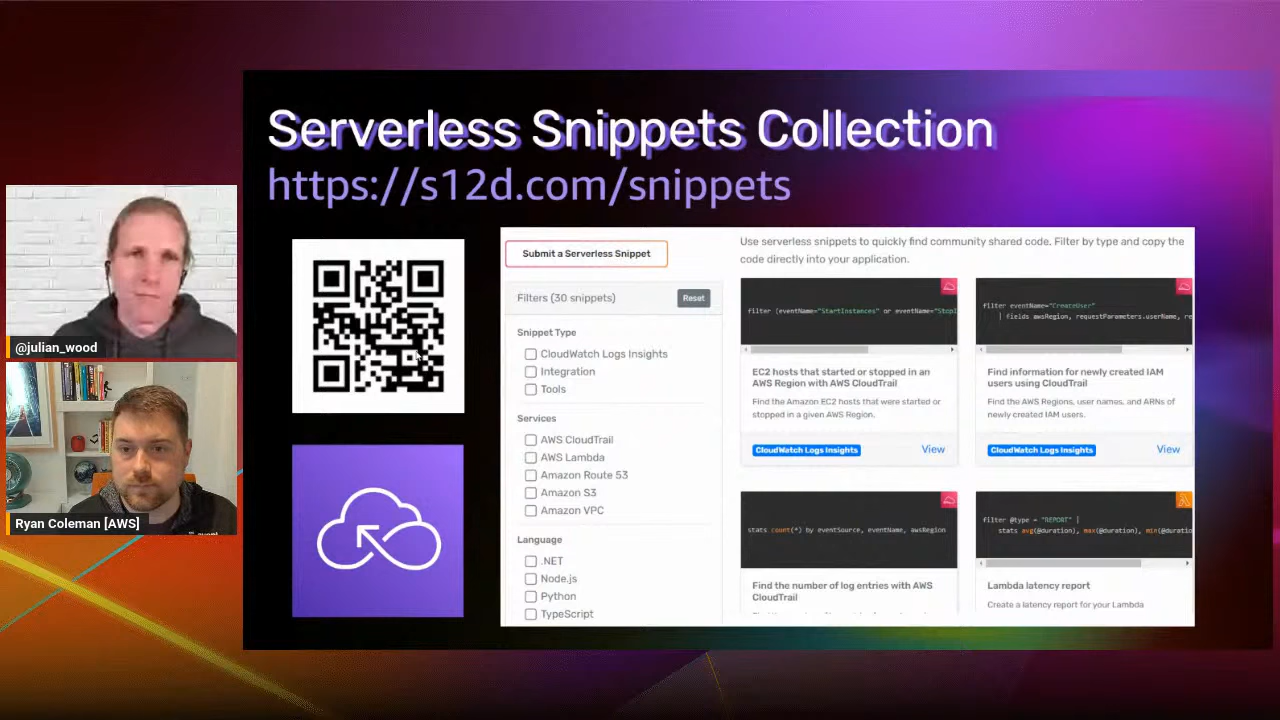 Serverless Snippets Collection
https://s12d.com/snippets
@julian_wood
Ryan Coleman [AWS]
Submit a Serverless Snippet
Filters (30 snippets)
Reset
Snippet Type
CloudWatch Logs Insights
Integration
Tools
Services
AWS CloudTrail
AWS Lambda
Amazon Route 53
Amazon S3
Amazon VPC
Language
.NET
Node.js
Python
TypeScript
Use serverless snippets to quickly find community shared code. Filter by type and copy the
code directly into your application.
filter (eventName="StartInstances" or eventName="StopI
EC2 hosts that started or stopped in an
AWS Region with AWS CloudTrail
Find the Amazon EC2 hosts that were started or
stopped in a given AWS Region.
CloudWatch Logs Insights
View
filter eventName="CreateUser"
| fields awsRegion, requestParameters.userName, re
Find information for newly created IAM
users using CloudTrail
Find the AWS Regions, user names, and ARNs of
newly created IAM users.
CloudWatch Logs Insights
View
stats count(*) by eventSource, eventName, awsRegion
Find the number of log entries with AWS
CloudTrail
filter @type = "REPORT" |
stats avg(@duration), max(@duration), min(@duratio
Lambda latency report
Create a latency report for your Lambda